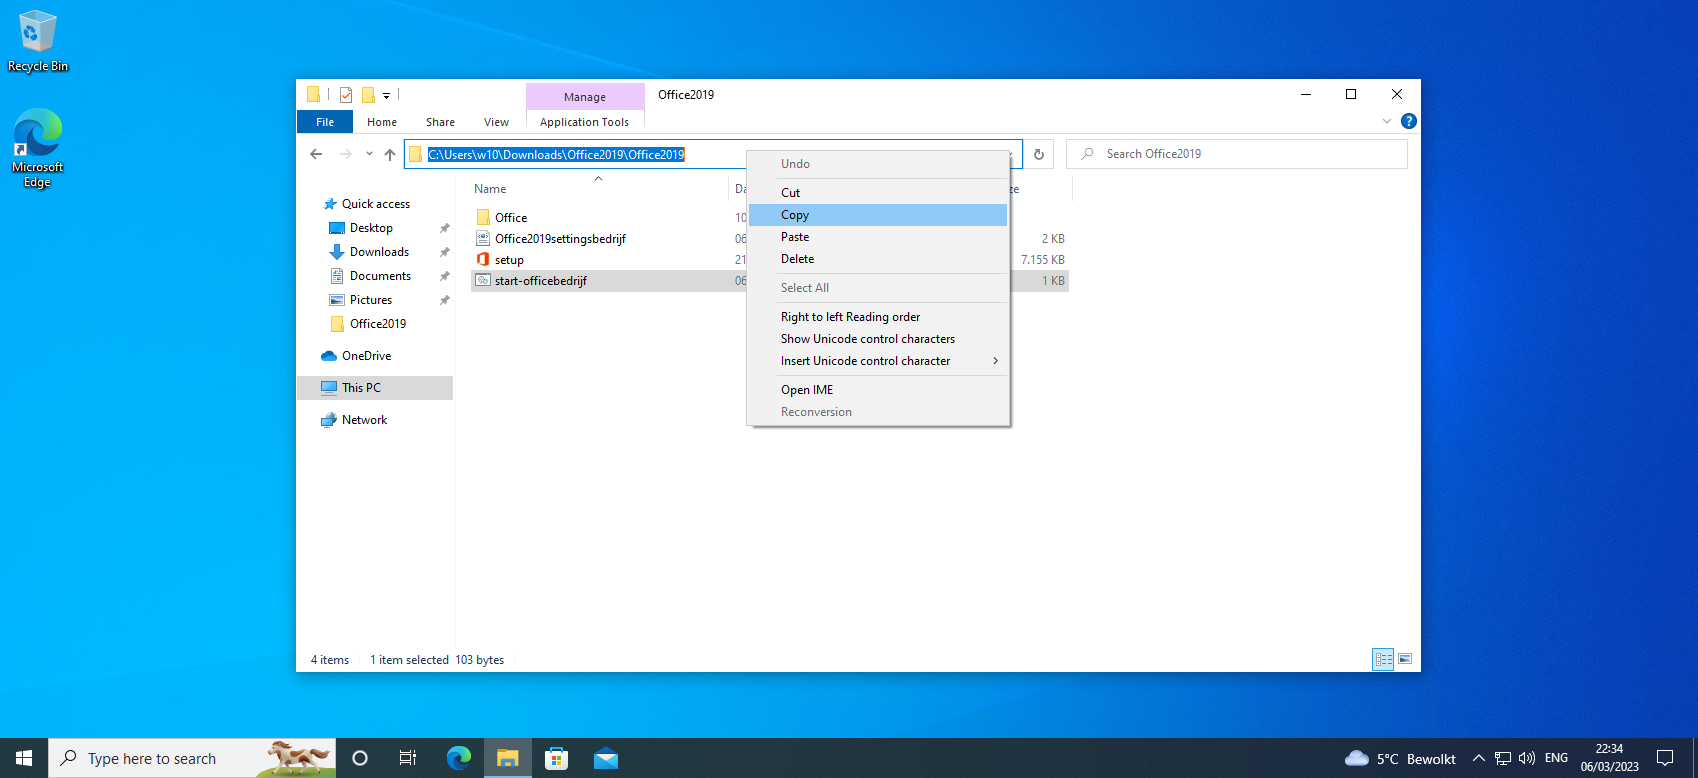 Recycle Bin
Microsoft
Edge
Manage
Office2019
File
Home
Share
View
Application Tools
C:\Users\w10\Downloads\Office2019\Office2019
Search Office2019
Name
Quick access
Desktop
Downloads
Documents
Pictures
Office2019
OneDrive
This PC
Network
Office
10
Office2019settingsbedrijf
06
2 KB
setup
21
7.155 KB
start-officebedrijf
06
1 KB
Undo
Cut
Copy
Paste
Delete
Select All
Right to left Reading order
Show Unicode control characters
Insert Unicode control character
Open IME
Reconversion
4 items
1 item selected 103 bytes
Type here to search
5°C Bewolkt
ENG
22:34
06/03/2023